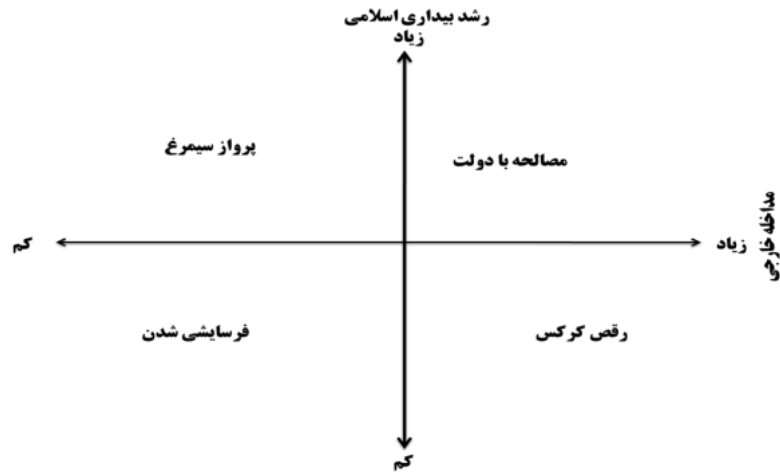 رشد بیداری اسلامی
زیاد
مصالحه با دولت
پرواز سیمرغ
مداخله خارجی
زیاد
کم
رقص کرکس
فرسایشی شدن
کم